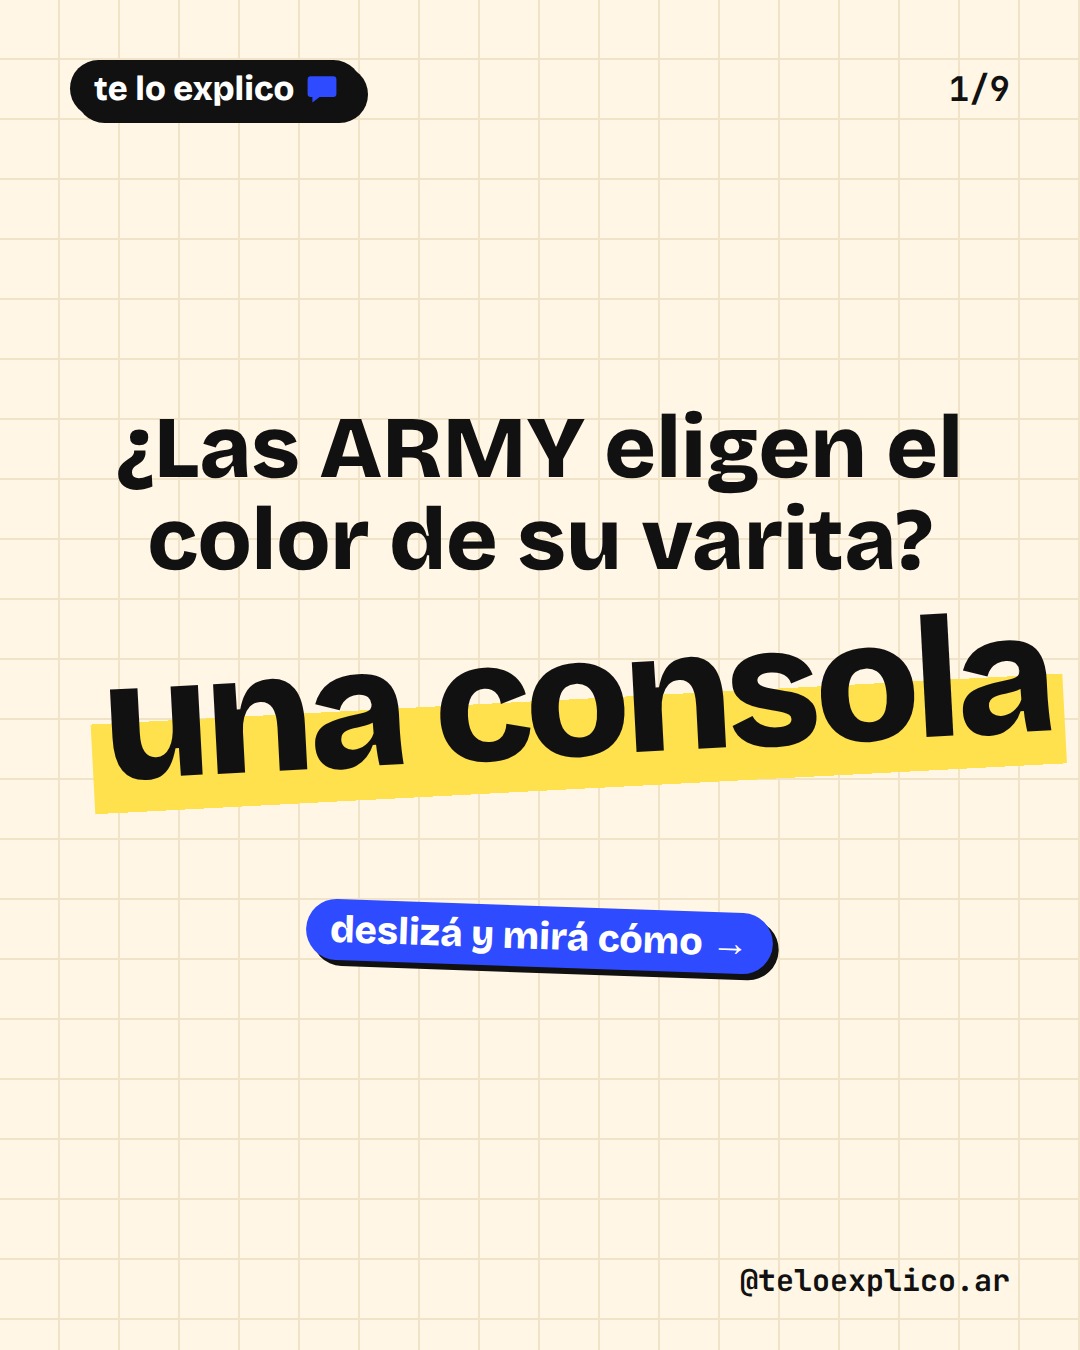 te lo explico
1/9
¿Las ARMY eligen el
color de su varita?
una consola
deslizá y mirá cómo →
@teloexplico.ar